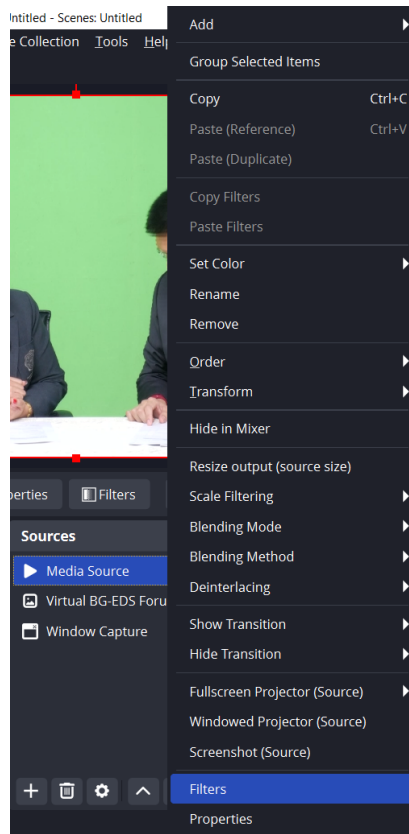 Untitled - Scenes: Untitled
e Collection Tools Help
Add
Group Selected Items
Copy Ctrl+C
Paste (Reference) Ctrl+V
Paste (Duplicate)
Copy Filters
Paste Filters
Set Color
Rename
Remove
Order
Transform
Hide in Mixer
Resize output (source size)
Scale Filtering
Blending Mode
Blending Method
Deinterlacing
Show Transition
Hide Transition
Fullscreen Projector (Source)
Windowed Projector (Source)
Screenshot (Source)
Filters
Properties
perties Filters
Sources
Media Source
Virtual BG-EDS Foru
Window Capture